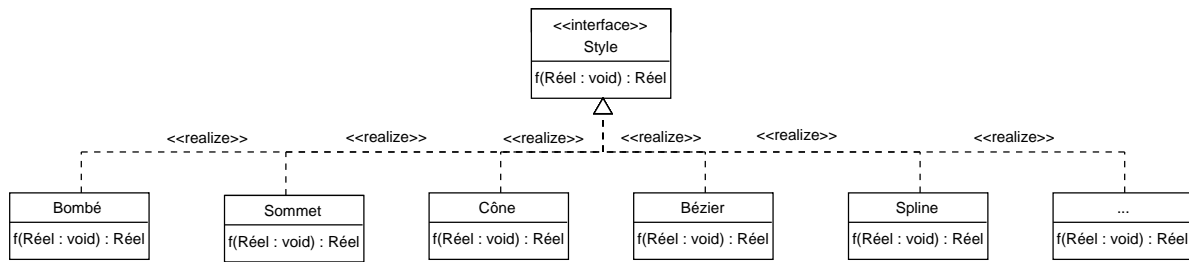 <<interface>>
Style
f(Réel : void) : Réel
<<realize>> <<realize>> <<realize>> <<realize>> <<realize>> <<realize>>
Bombé Sommet Cône Bézier Spline ...
f(Réel : void) : Réel f(Réel : void) : Réel f(Réel : void) : Réel f(Réel : void) : Réel f(Réel : void) : Réel f(Réel : void) : Réel